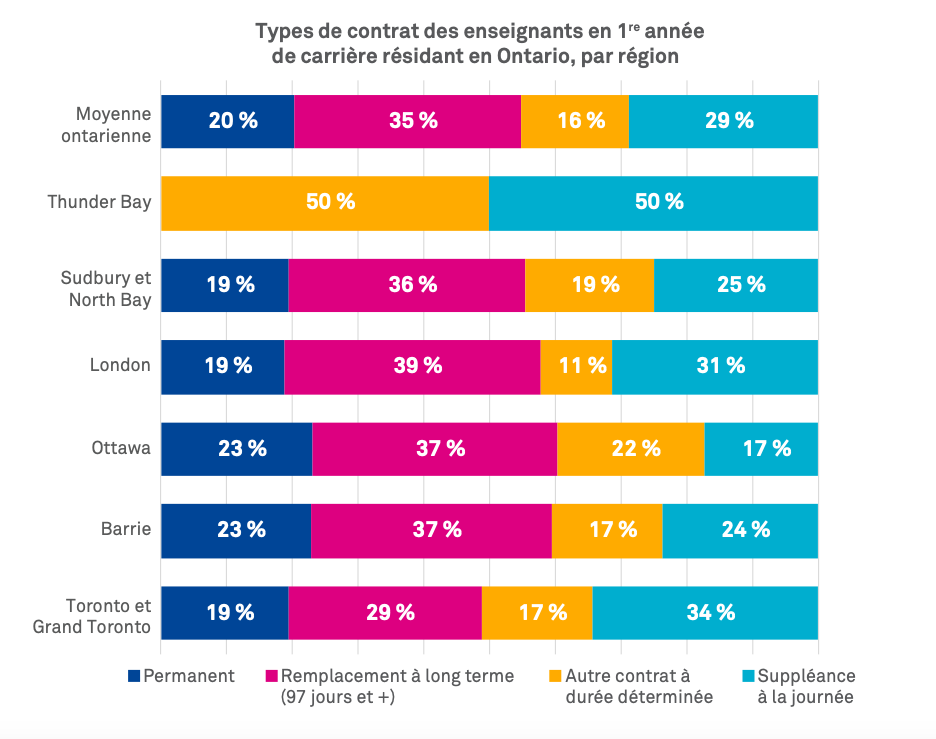 Types de contrat des enseignants en 1re année
de carrière résidant en Ontario, par région
Moyenne
ontarienne
20 % 35 % 16 % 29 %
Thunder Bay
50 % 50 %
Sudbury et
North Bay
19 % 36 % 19 % 25 %
London
19 % 39 % 11 % 31 %
Ottawa
23 % 37 % 22 % 17 %
Barrie
23 % 37 % 17 % 24 %
Toronto et
Grand Toronto
19 % 29 % 17 % 34 %
Permanent
Remplacement à long terme
(97 jours et +)
Autre contrat à
durée déterminée
Suppléance
à la journée